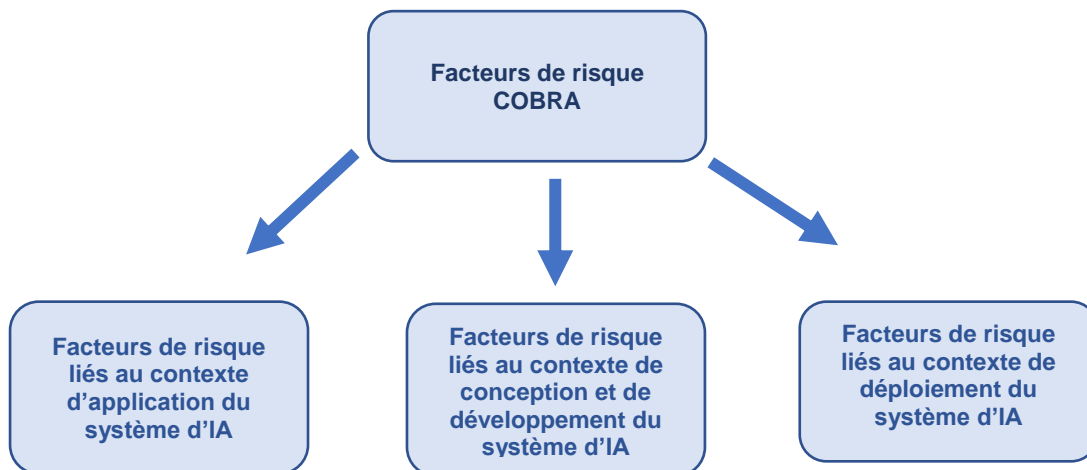 Facteurs de risque
COBRA
Facteurs de risque
liés au contexte
d’application du
système d’IA
Facteurs de risque
liés au contexte de
conception et de
développement du
système d’IA
Facteurs de risque
liés au contexte de
déploiement du
système d’IA